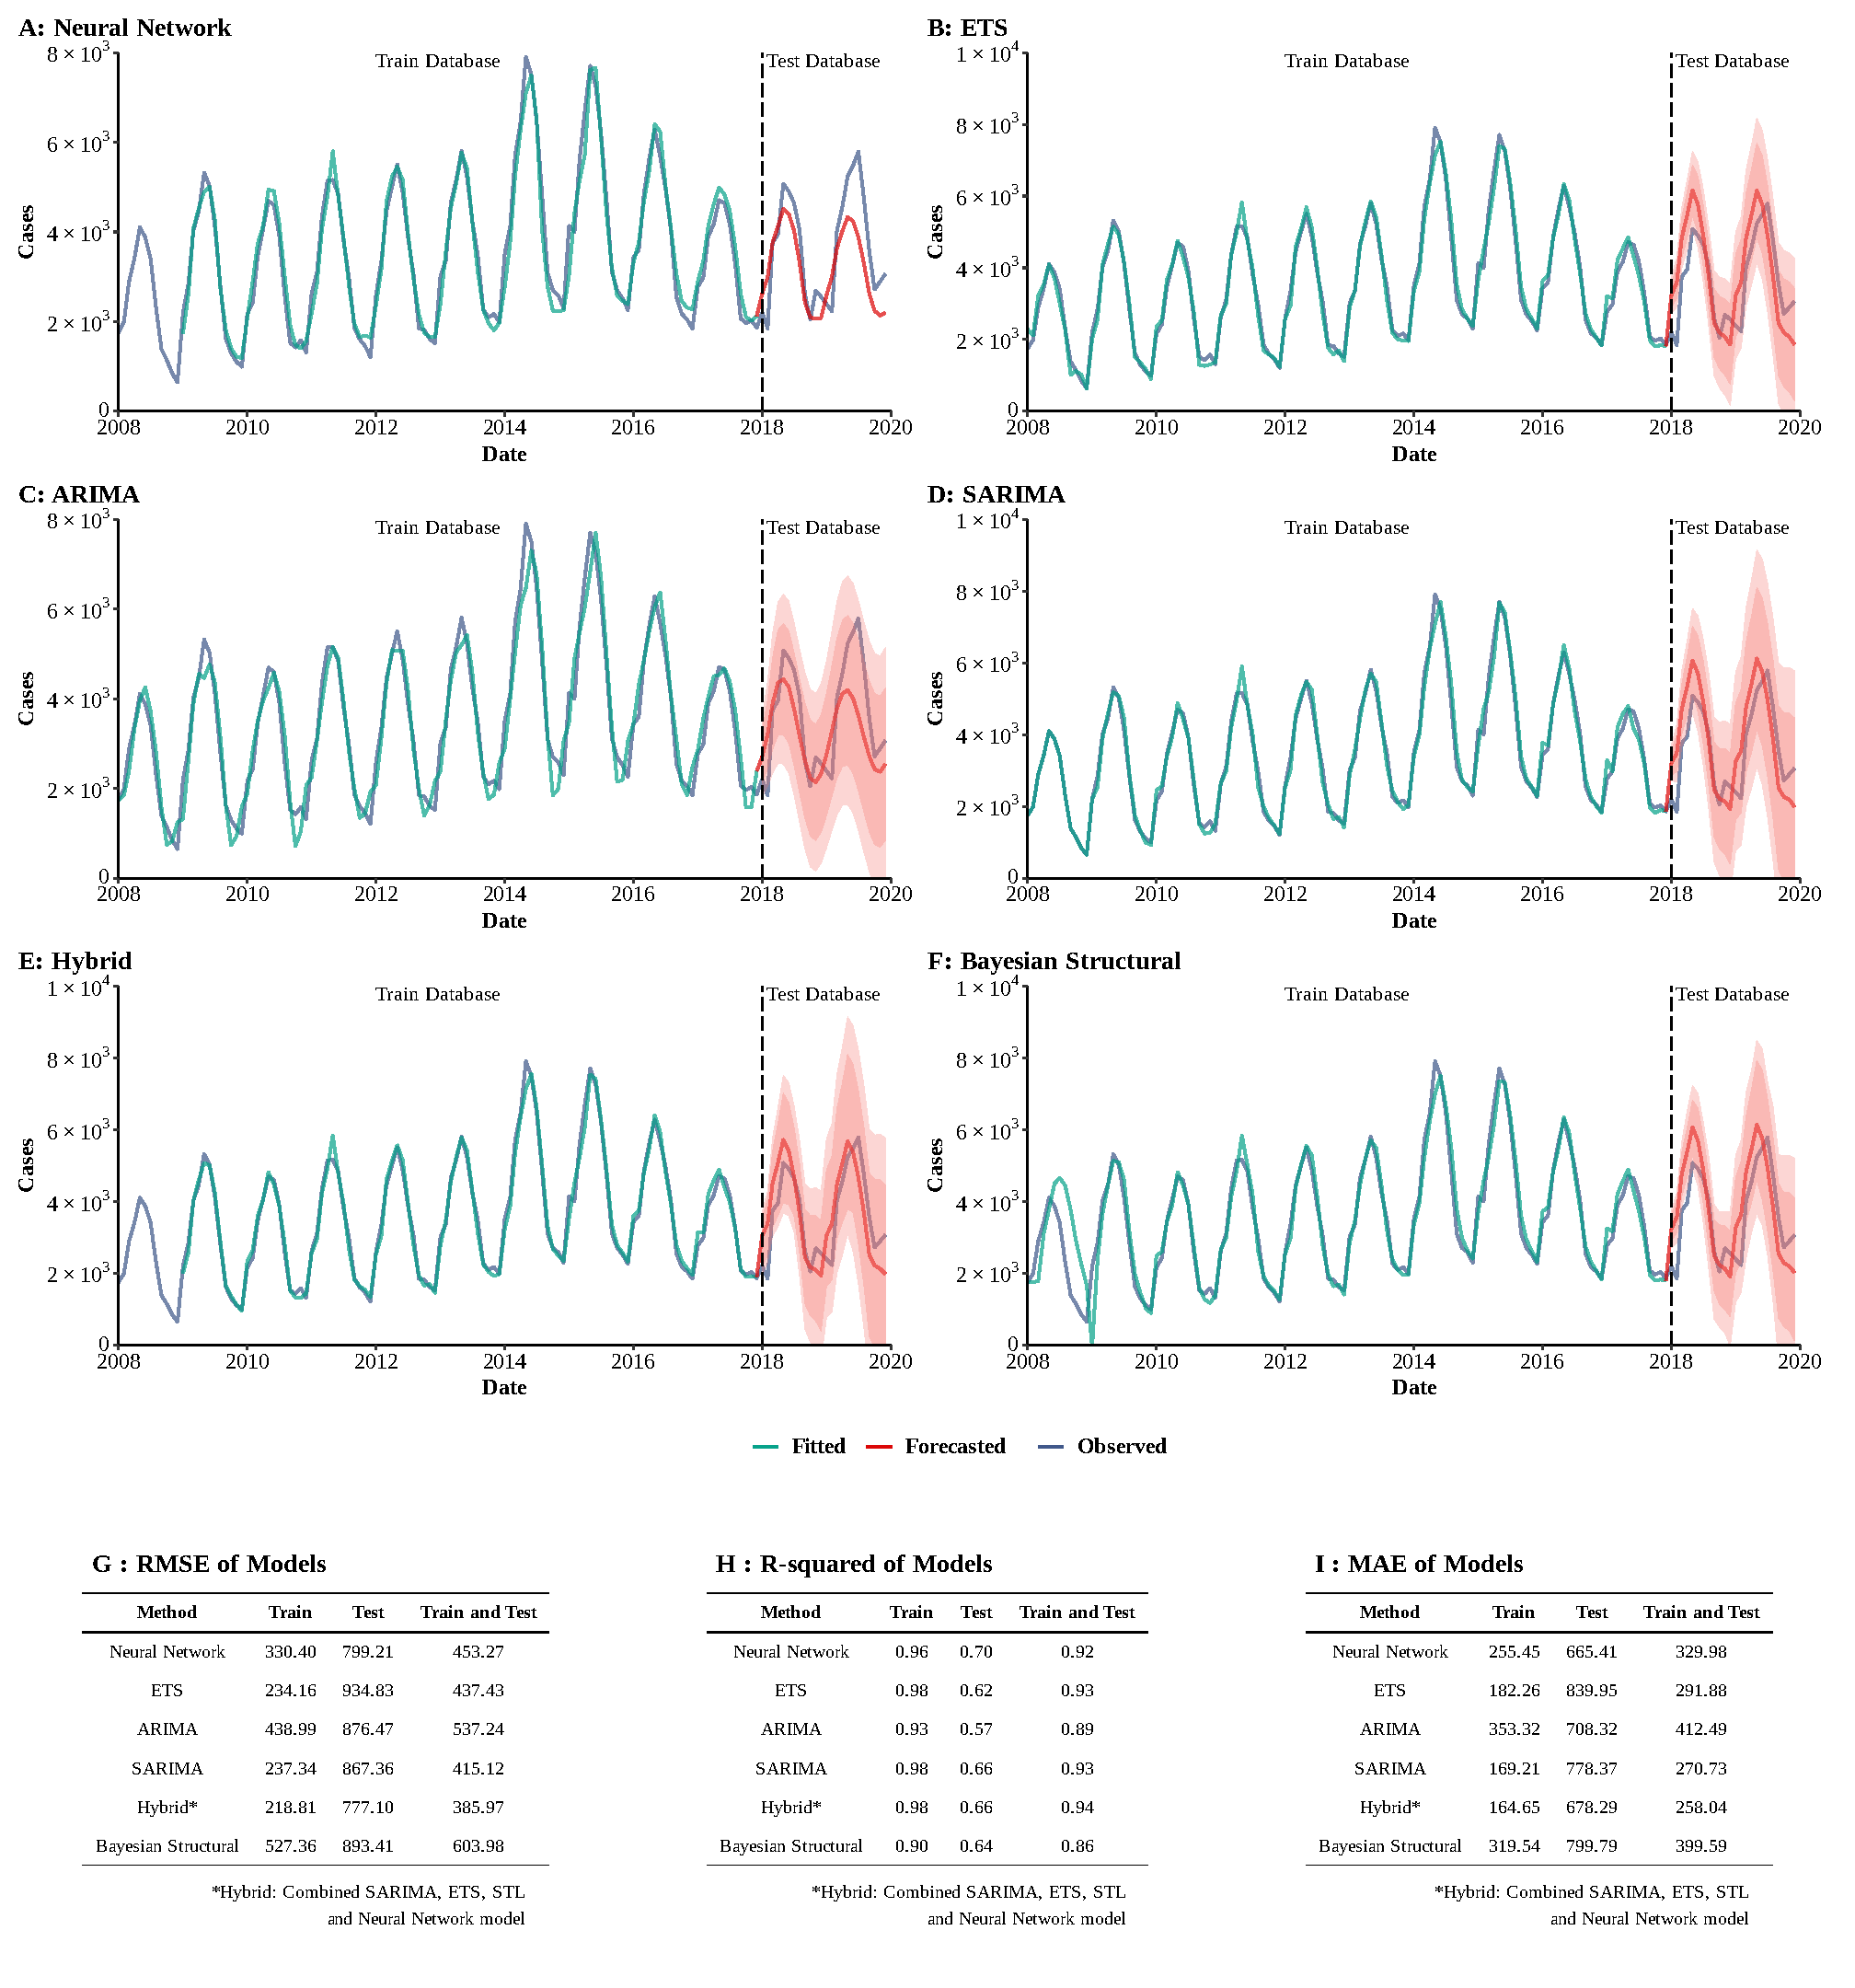 A: Neural Network
8 × 10³
6 × 10³
4 × 10³
2 × 10³
0
Cases
Train Database
Test Database
2008 2010 2012 2014 2016 2018 2020
Date
B: ETS
1 × 10⁴
8 × 10³
6 × 10³
4 × 10³
2 × 10³
0
Cases
Train Database
Test Database
2008 2010 2012 2014 2016 2018 2020
Date
C: ARIMA
8 × 10³
6 × 10³
4 × 10³
2 × 10³
0
Cases
Train Database
Test Database
2008 2010 2012 2014 2016 2018 2020
Date
D: SARIMA
1 × 10⁴
8 × 10³
6 × 10³
4 × 10³
2 × 10³
0
Cases
Train Database
Test Database
2008 2010 2012 2014 2016 2018 2020
Date
E: Hybrid
1 × 10⁴
8 × 10³
6 × 10³
4 × 10³
2 × 10³
0
Cases
Train Database
Test Database
2008 2010 2012 2014 2016 2018 2020
Date
F: Bayesian Structural
1 × 10⁴
8 × 10³
6 × 10³
4 × 10³
2 × 10³
0
Cases
Train Database
Test Database
2008 2010 2012 2014 2016 2018 2020
Date
Fitted Forecasted Observed
G : RMSE of Models
Method Train Test Train and Test
Neural Network 330.40 799.21 453.27
ETS 234.16 934.83 437.43
ARIMA 438.99 876.47 537.24
SARIMA 237.34 867.36 415.12
Hybrid* 218.81 777.10 385.97
Bayesian Structural 527.36 893.41 603.98
*Hybrid: Combined SARIMA, ETS, STL
and Neural Network model
H : R-squared of Models
Method Train Test Train and Test
Neural Network 0.96 0.70 0.92
ETS 0.98 0.62 0.93
ARIMA 0.93 0.57 0.89
SARIMA 0.98 0.66 0.93
Hybrid* 0.98 0.66 0.94
Bayesian Structural 0.90 0.64 0.86
*Hybrid: Combined SARIMA, ETS, STL
and Neural Network model
I : MAE of Models
Method Train Test Train and Test
Neural Network 255.45 665.41 329.98
ETS 182.26 839.95 291.88
ARIMA 353.32 708.32 412.49
SARIMA 169.21 778.37 270.73
Hybrid* 164.65 678.29 258.04
Bayesian Structural 319.54 799.79 399.59
*Hybrid: Combined SARIMA, ETS, STL
and Neural Network model